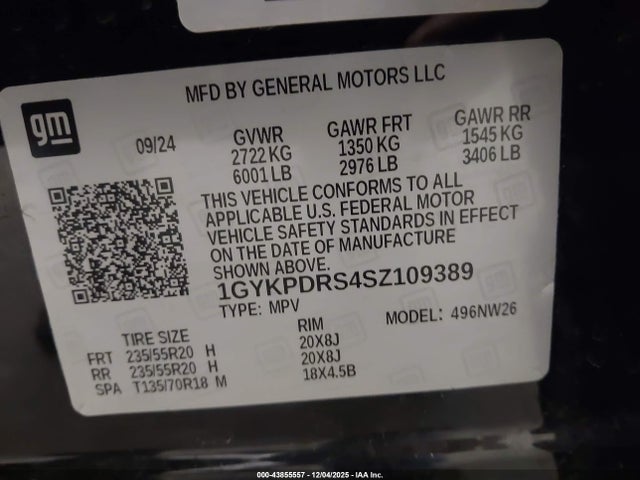 MFD BY GENERAL MOTORS LLC
gm
09/24
GVWR GAWR FRT GAWR RR
2722 KG 1350 KG 1545 KG
6001 LB 2976 LB 3406 LB
THIS VEHICLE CONFORMS TO ALL
APPLICABLE U.S. FEDERAL MOTOR
VEHICLE SAFETY STANDARDS IN EFFECT
ON THE DATE OF MANUFACTURE
SHOWN ABOVE.
1GYKPDRS4SZ109389
TYPE: MPV MODEL: 496NW26
TIRE SIZE RIM
FRT 235/55R20 H 20X8J
RR 235/55R20 H 20X8J
SPA T135/70R18 M 18X4.5B
000-43855557 - 12/04/2025 - IAA Inc.